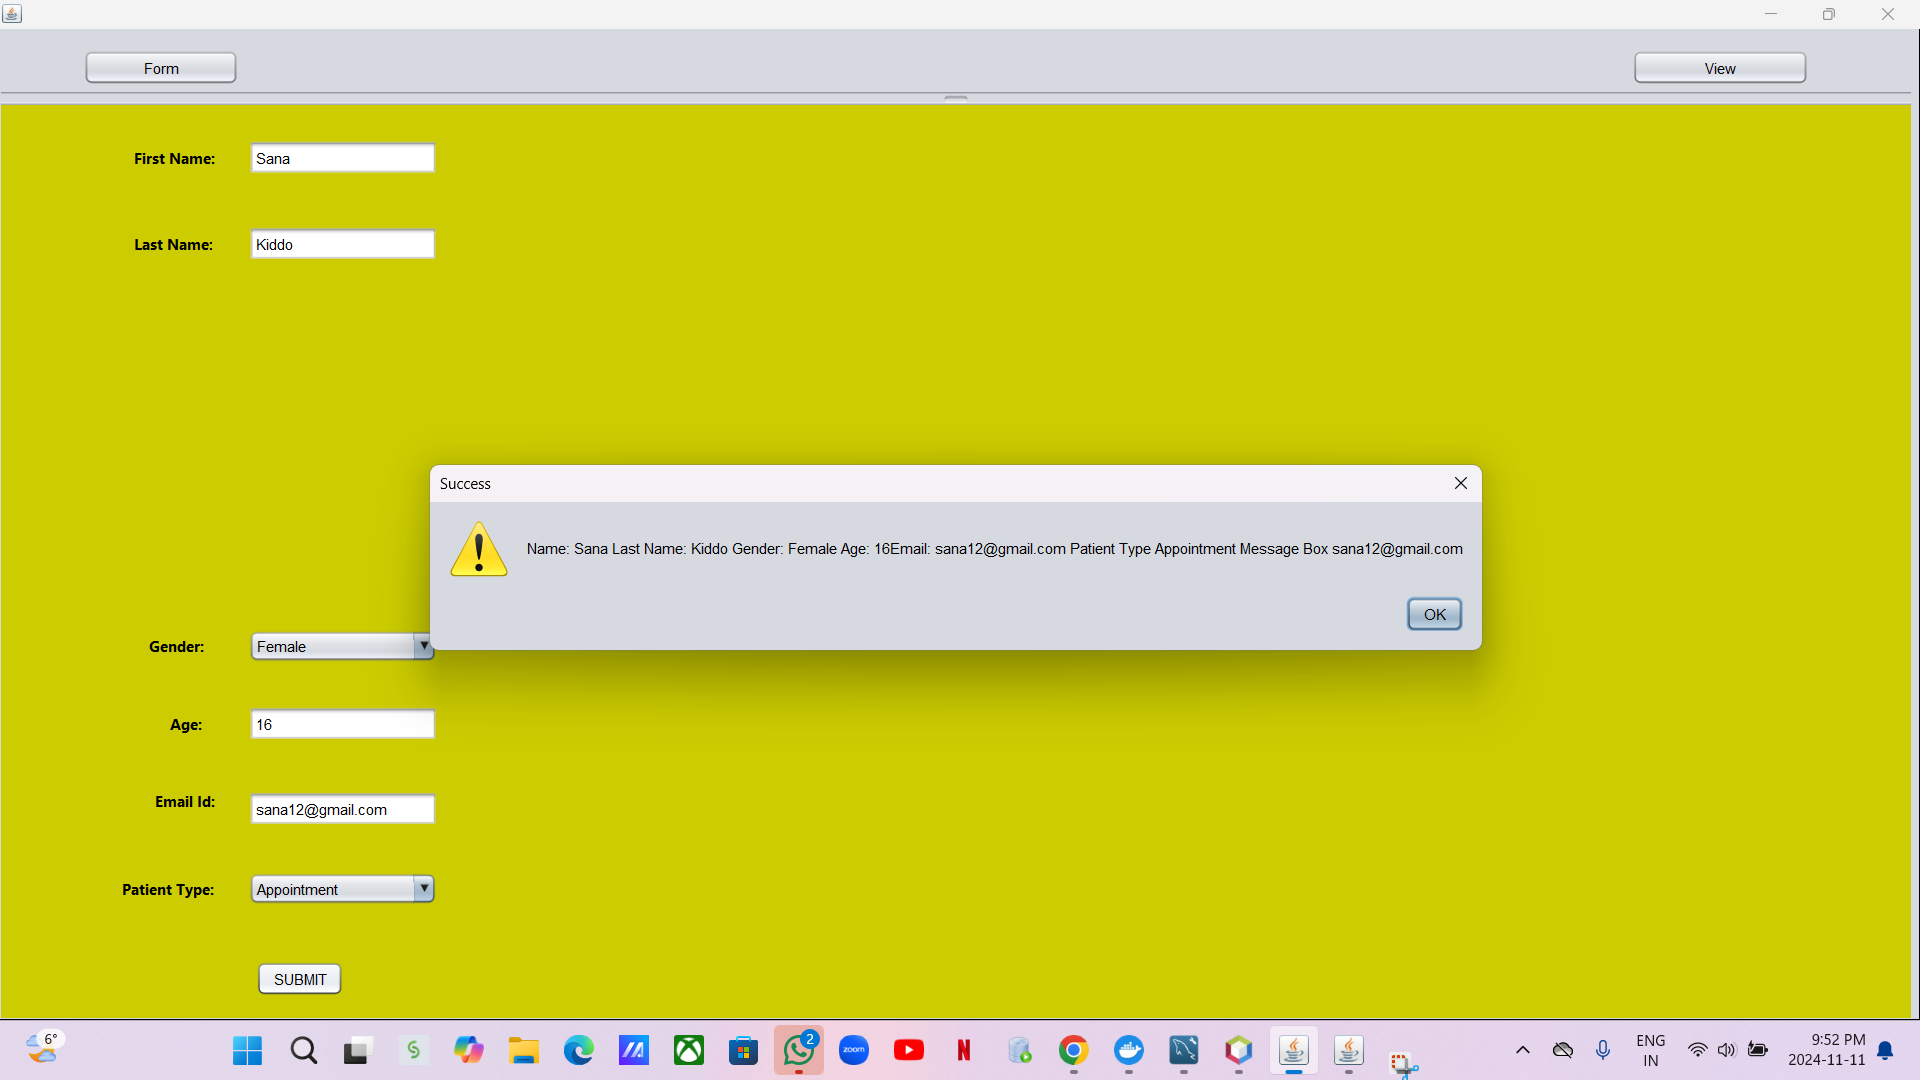 Form
View
First Name:
Sana
Last Name:
Kiddo
Success
Name: Sana Last Name: Kiddo Gender: Female Age: 16Email: sana12@gmail.com Patient Type Appointment Message Box sana12@gmail.com
OK
Gender:
Female
Age:
16
Email Id:
sana12@gmail.com
Patient Type:
Appointment
SUBMIT
6°
2
zoom
ENG
IN
9:52 PM
2024-11-11